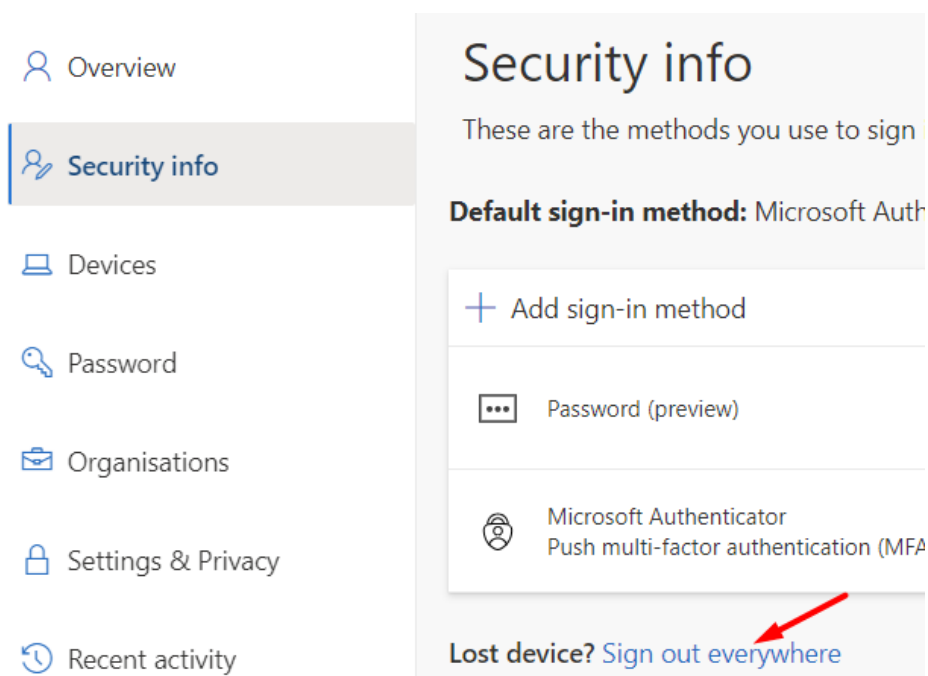 Overview
Security info
Devices
Password
Organisations
Settings & Privacy
Recent activity
Security info
These are the methods you use to sign
Default sign-in method: Microsoft Auth
Add sign-in method
Password (preview)
Microsoft Authenticator
Push multi-factor authentication (MFA
Lost device? Sign out everywhere